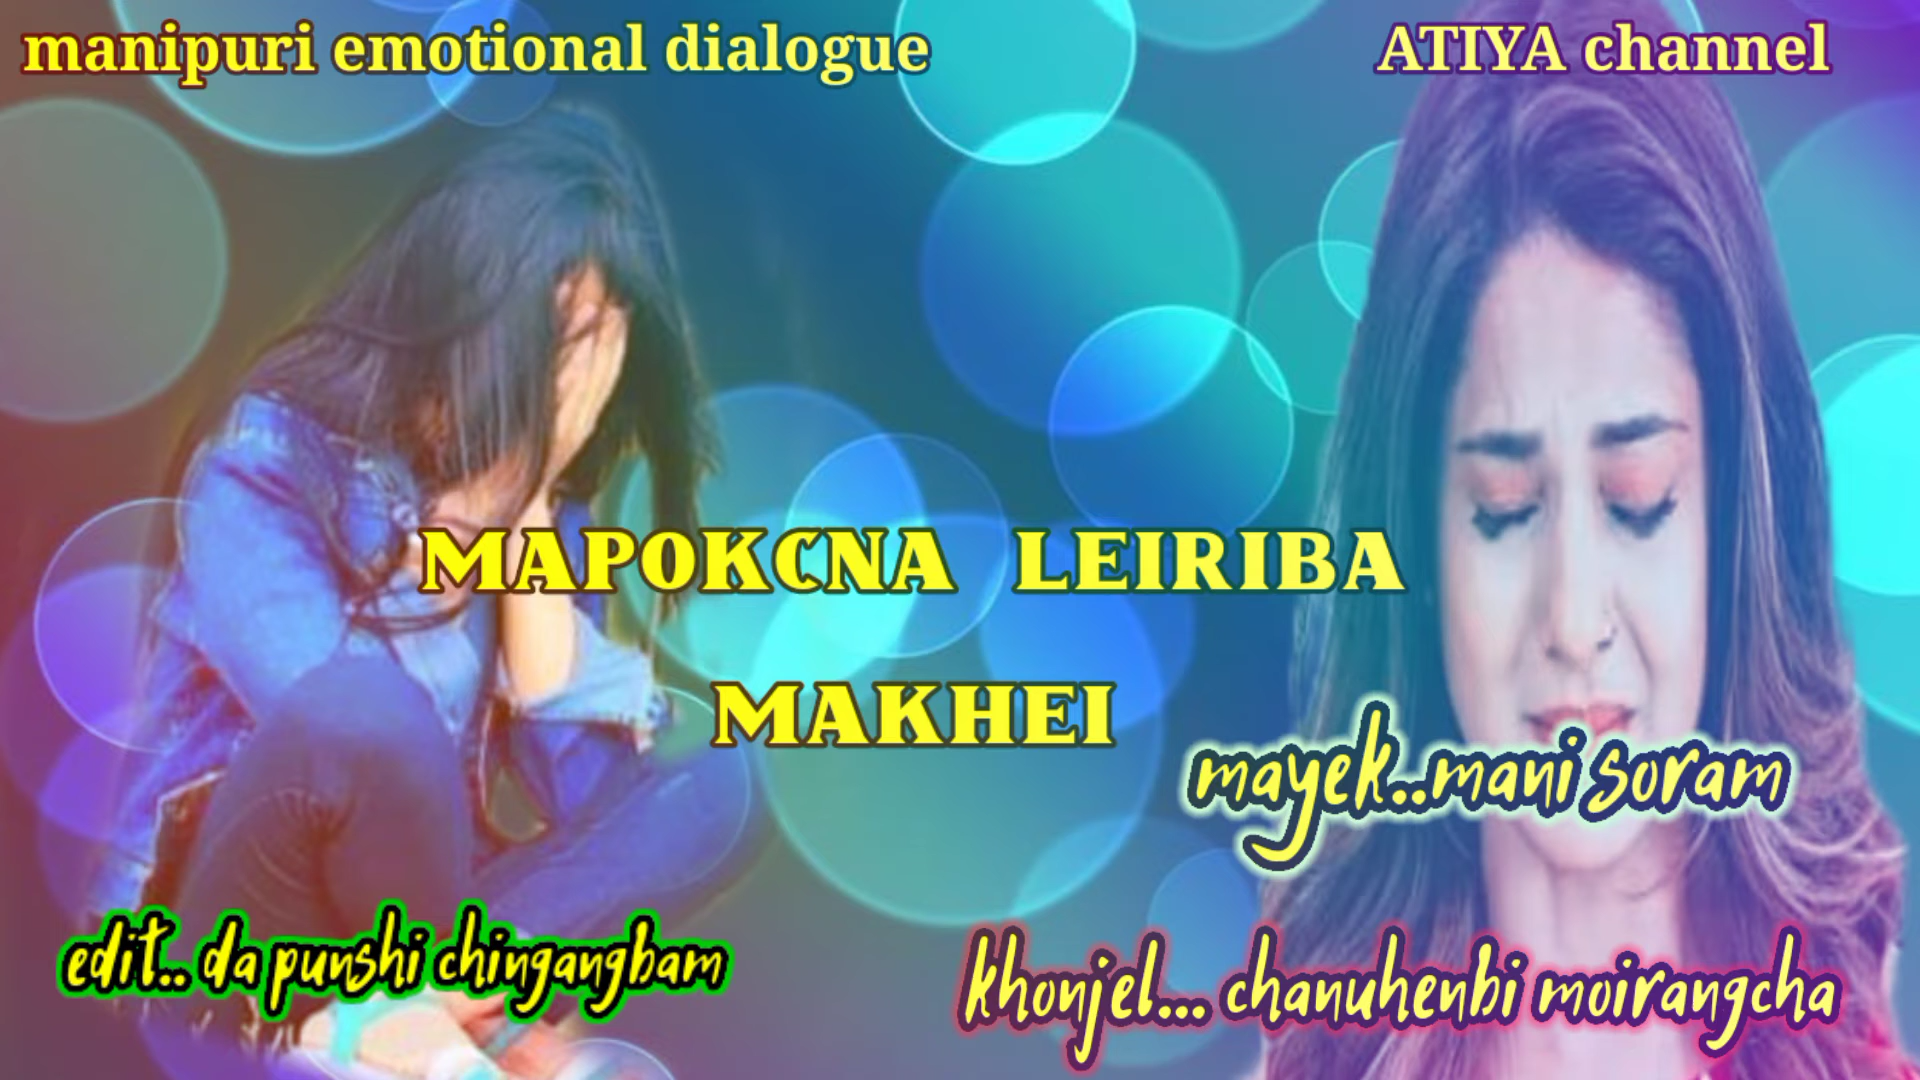 manipuri emotional dialogue
ATIYA channel
MAPOKCNA LEIRIBA
MAKHEI
mayek..mani soram
edit.. da punshi chingangbam
khonjel... chanuhenbi moirangcha